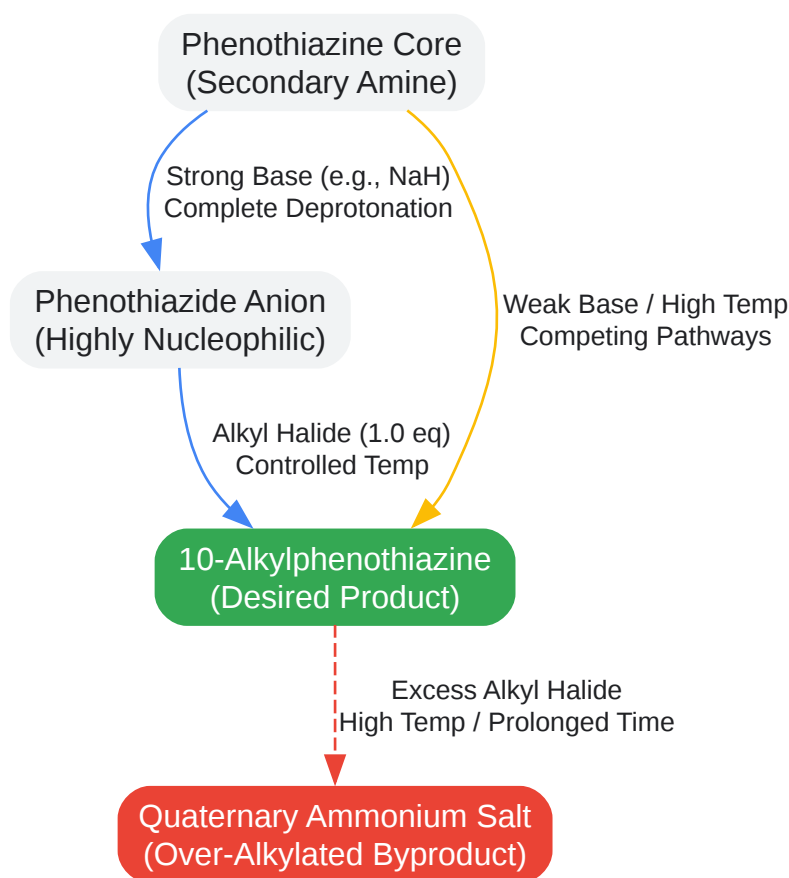 Phenothiazine Core
(Secondary Amine)
Strong Base (e.g., NaH)
Complete Deprotonation
Phenothiazide Anion
(Highly Nucleophilic)
Weak Base / High Temp
Competing Pathways
Alkyl Halide (1.0 eq)
Controlled Temp
10-Alkylphenothiazine
(Desired Product)
Excess Alkyl Halide
High Temp / Prolonged Time
Quaternary Ammonium Salt
(Over-Alkylated Byproduct)